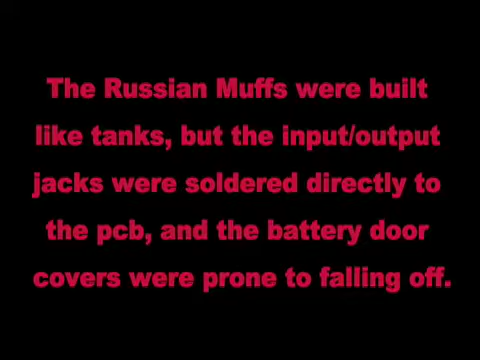 The Russian Muffs were built
like tanks, but the input/output
jacks were soldered directly to
the pcb, and the battery door
covers were prone to falling off.